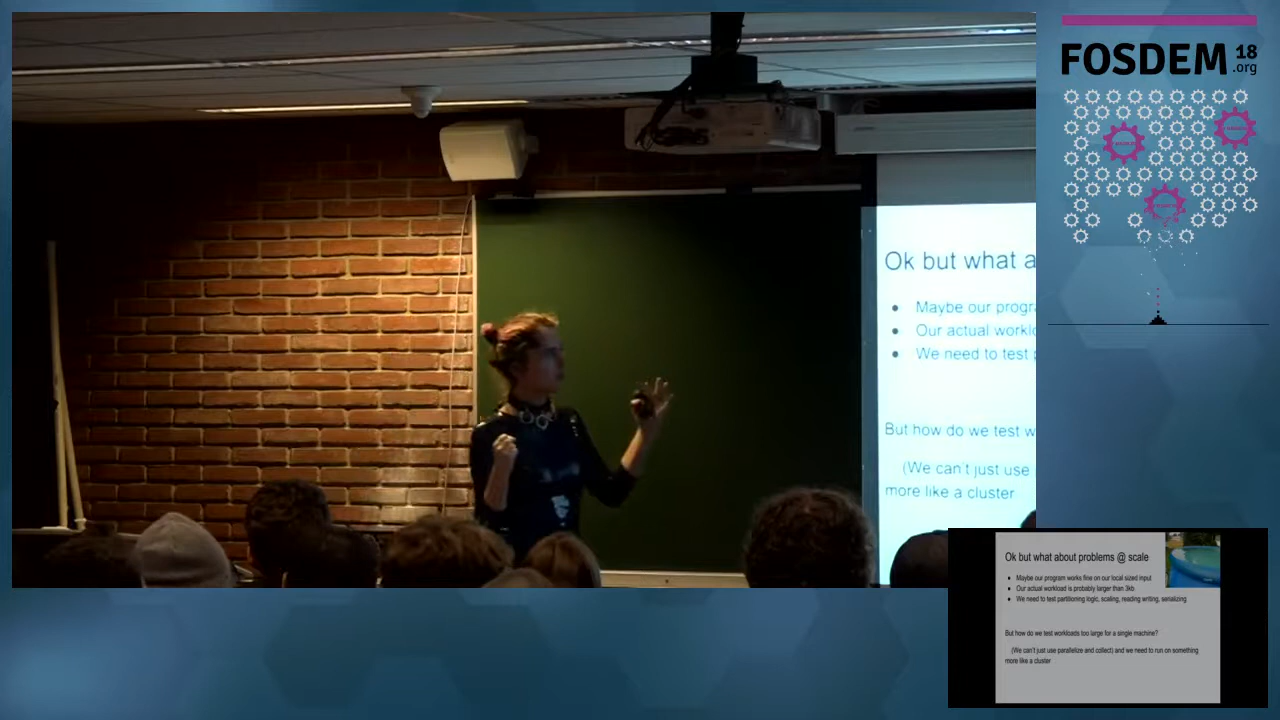 FOSDEM 18
.org
Ok but what a
Maybe our progra
Our actual worklo
We need to test p
But how do we test w
(We can't just use
more like a cluster
Ok but what about problems @ scale
Maybe our program works fine on our local sized input
Our actual workload is probably larger than 3kb
We need to test partitioning logic, scaling, reading writing, serializing
But how do we test workloads too large for a single machine?
(We can't just use parallelize and collect) and we need to run on something
more like a cluster